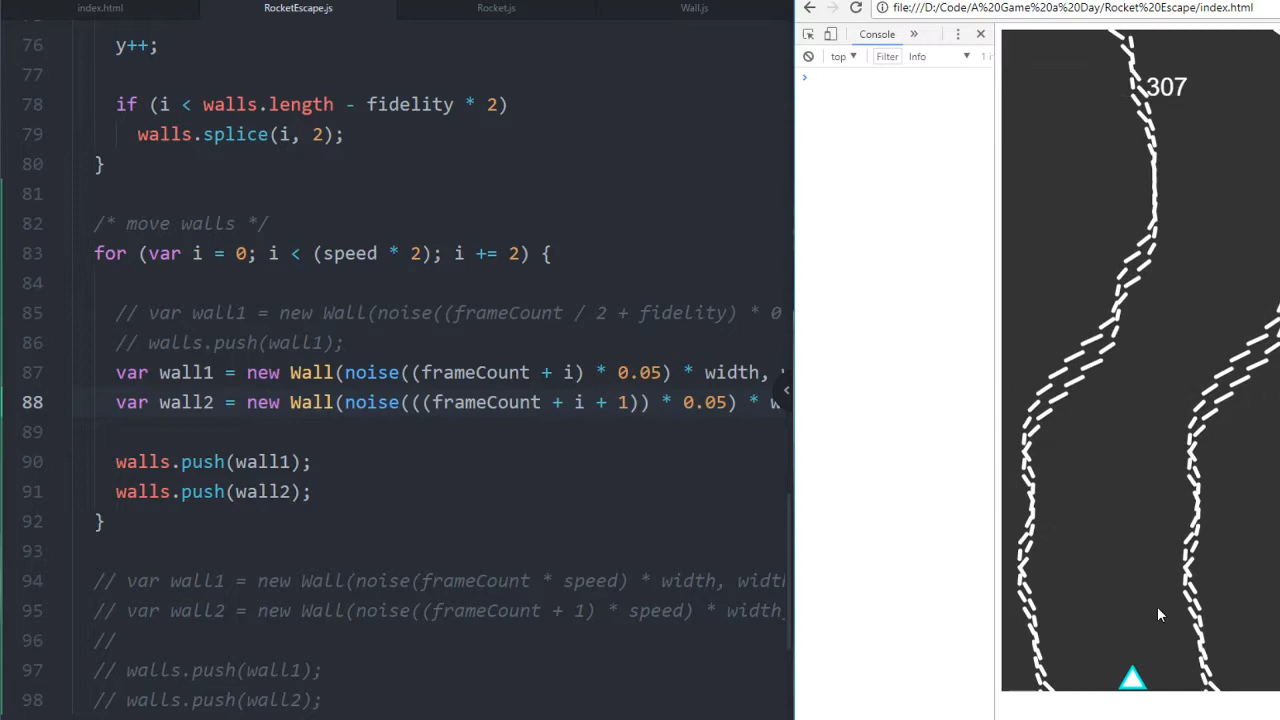 index.html
RocketEscape.js
Rocket.js
Wall.js
file:///D:/Code/A%20Game%20a%20Day/Rocket%20Escape/index.html
Console »
top Filter Info 1
76 y++;
77
78 if (i < walls.length - fidelity * 2)
79 walls.splice(i, 2);
80 }
81
82 /* move walls */
83 for (var i = 0; i < (speed * 2); i += 2) {
84
85 // var wall1 = new Wall(noise((frameCount / 2 + fidelity) * 0
86 // walls.push(wall1);
87 var wall1 = new Wall(noise((frameCount + i) * 0.05) * width,
88 var wall2 = new Wall(noise(((frameCount + i + 1)) * 0.05) *
89
90 walls.push(wall1);
91 walls.push(wall2);
92 }
93
94 // var wall1 = new Wall(noise(frameCount * speed) * width, widt
95 // var wall2 = new Wall(noise((frameCount + 1) * speed) * width
96 //
97 // walls.push(wall1);
98 // walls.push(wall2);
307